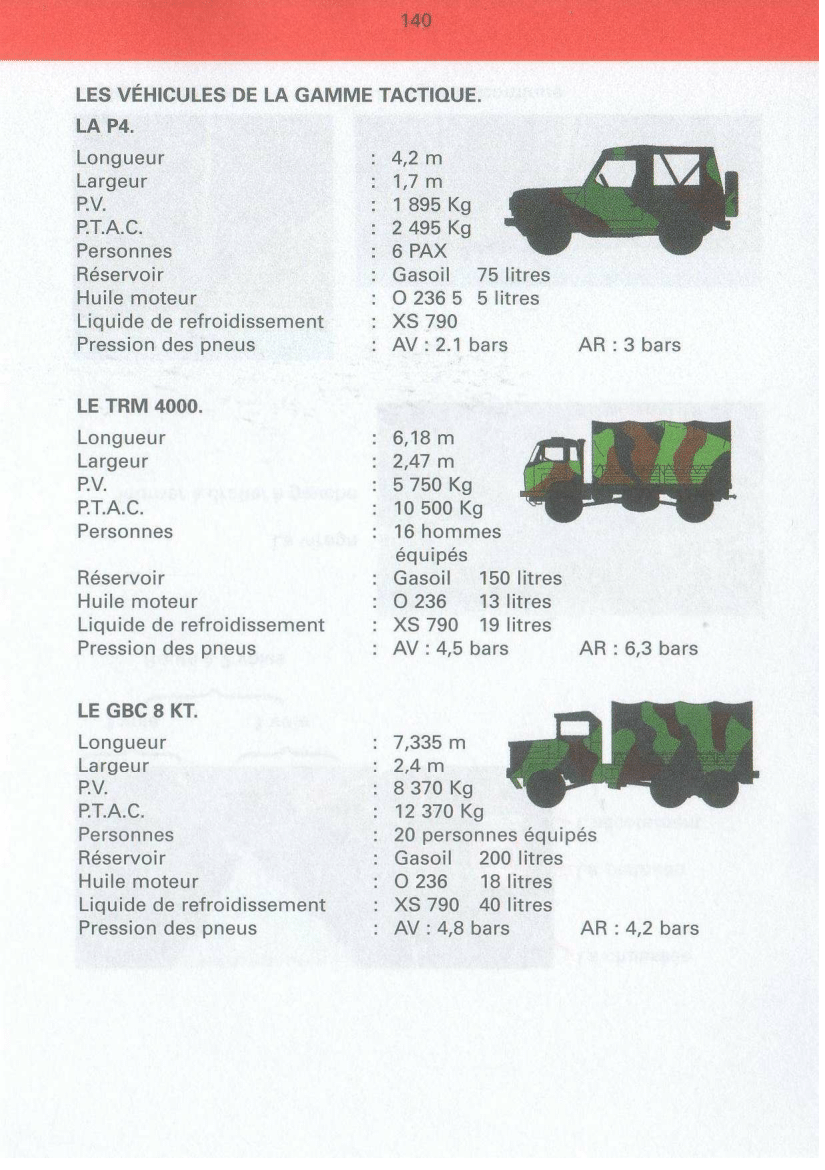 140
LES VÉHICULES DE LA GAMME TACTIQUE.
LA P4.
Longueur : 4,2 m
Largeur : 1,7 m
P.V. : 1 895 Kg
P.T.A.C. : 2 495 Kg
Personnes : 6 PAX
Réservoir : Gasoil 75 litres
Huile moteur : O 236 5 5 litres
Liquide de refroidissement : XS 790
Pression des pneus : AV : 2.1 bars AR : 3 bars
LE TRM 4000.
Longueur : 6,18 m
Largeur : 2,47 m
P.V. : 5 750 Kg
P.T.A.C. : 10 500 Kg
Personnes : 16 hommes
équipés
Réservoir : Gasoil 150 litres
Huile moteur : O 236 13 litres
Liquide de refroidissement : XS 790 19 litres
Pression des pneus : AV : 4,5 bars AR : 6,3 bars
LE GBC 8 KT.
Longueur : 7,335 m
Largeur : 2,4 m
P.V. : 8 370 Kg
P.T.A.C. : 12 370 Kg
Personnes : 20 personnes équipés
Réservoir : Gasoil 200 litres
Huile moteur : O 236 18 litres
Liquide de refroidissement : XS 790 40 litres
Pression des pneus : AV : 4,8 bars AR : 4,2 bars